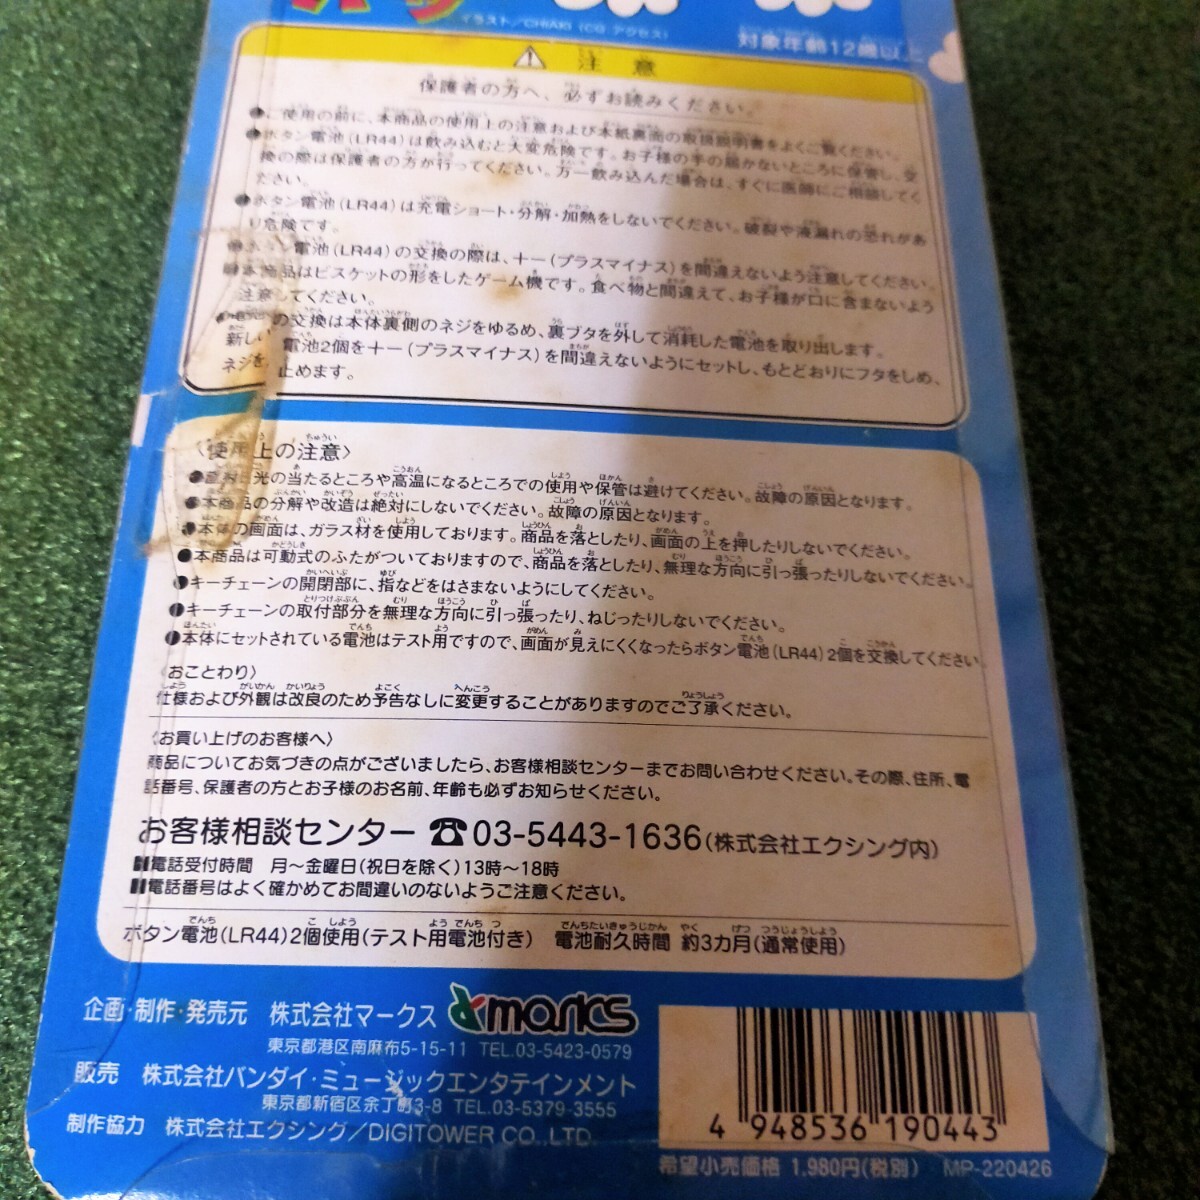 イラスト/CHIAKI (CG:アクセス)
対象年齢12歳以上
注 意
保護者の方へ、必ずお読みください。
●ご使用の前に、本商品の使用上の注意および本紙裏面の取扱説明書をよくご覧ください。
●ボタン電池(LR44)は飲み込むと大変危険です。お子様の手の届かないところに保管し、交
換の際は保護者の方が行ってください。万一飲み込んだ場合は、すぐに医師にご相談してく
ださい。
●ボタン電池(LR44)は充電ショート・分解・加熱をしないでください。破裂や液漏れの恐れがあ
り危険です。
●ボタン電池(LR44)の交換の際は、＋－(プラスマイナス)を間違えないよう注意してください。
●本商品はビスケットの形をしたゲーム機です。食べ物と間違えて、お子様が口に含まないよう
注意してください。
の交換は本体裏側のネジをゆるめ、裏ブタを外して消耗した電池を取り出します。
新しい 電池2個を＋－(プラスマイナス)を間違えないようにセットし、もとどおりにフタをしめ、
ネジを 止めます。
〈使用上の注意〉
●直射日光の当たるところや高温になるところでの使用や保管は避けてください。故障の原因となります。
●本商品の分解や改造は絶対にしないでください。故障の原因となります。
●本体の画面は、ガラス材を使用しております。商品を落としたり、画面の上を押したりしないでください。
●本商品は可動式のふたがついておりますので、商品を落としたり、無理な方向に引っ張ったりしないでください。
●キーチェーンの開閉部に、指などをはさまないようにしてください。
●キーチェーンの取付部分を無理な方向に引っ張ったり、ねじったりしないでください。
●本体にセットされている電池はテスト用ですので、画面が見えにくくなったらボタン電池(LR44)2個を交換してください。
〈おことわり〉
仕様および外観は改良のため予告なしに変更することがありますのでご了承ください。
〈お買い上げのお客様へ〉
商品についてお気づきの点がございましたら、お客様相談センターまでお問い合わせください。その際、住所、電
話番号、保護者の方とお子様のお名前、年齢も必ずお知らせください。
お客様相談センター ☎03-5443-1636(株式会社エクシング内)
■電話受付時間 月〜金曜日(祝日を除く)13時〜18時
■電話番号はよく確かめてお間違いのないようご注意ください。
ボタン電池(LR44)2個使用(テスト用電池付き) 電池耐久時間 約3カ月(通常使用)
企画・制作・発売元 株式会社マークス marks
東京都港区南麻布5-15-11 TEL.03-5423-0579
販売 株式会社バンダイ・ミュージックエンタテインメント
東京都新宿区余丁町3-8 TEL.03-5379-3555
制作協力 株式会社エクシング/DIGITOWER CO.,LTD.
4 948536 190443
希望小売価格 1,980円(税別) MP-220426